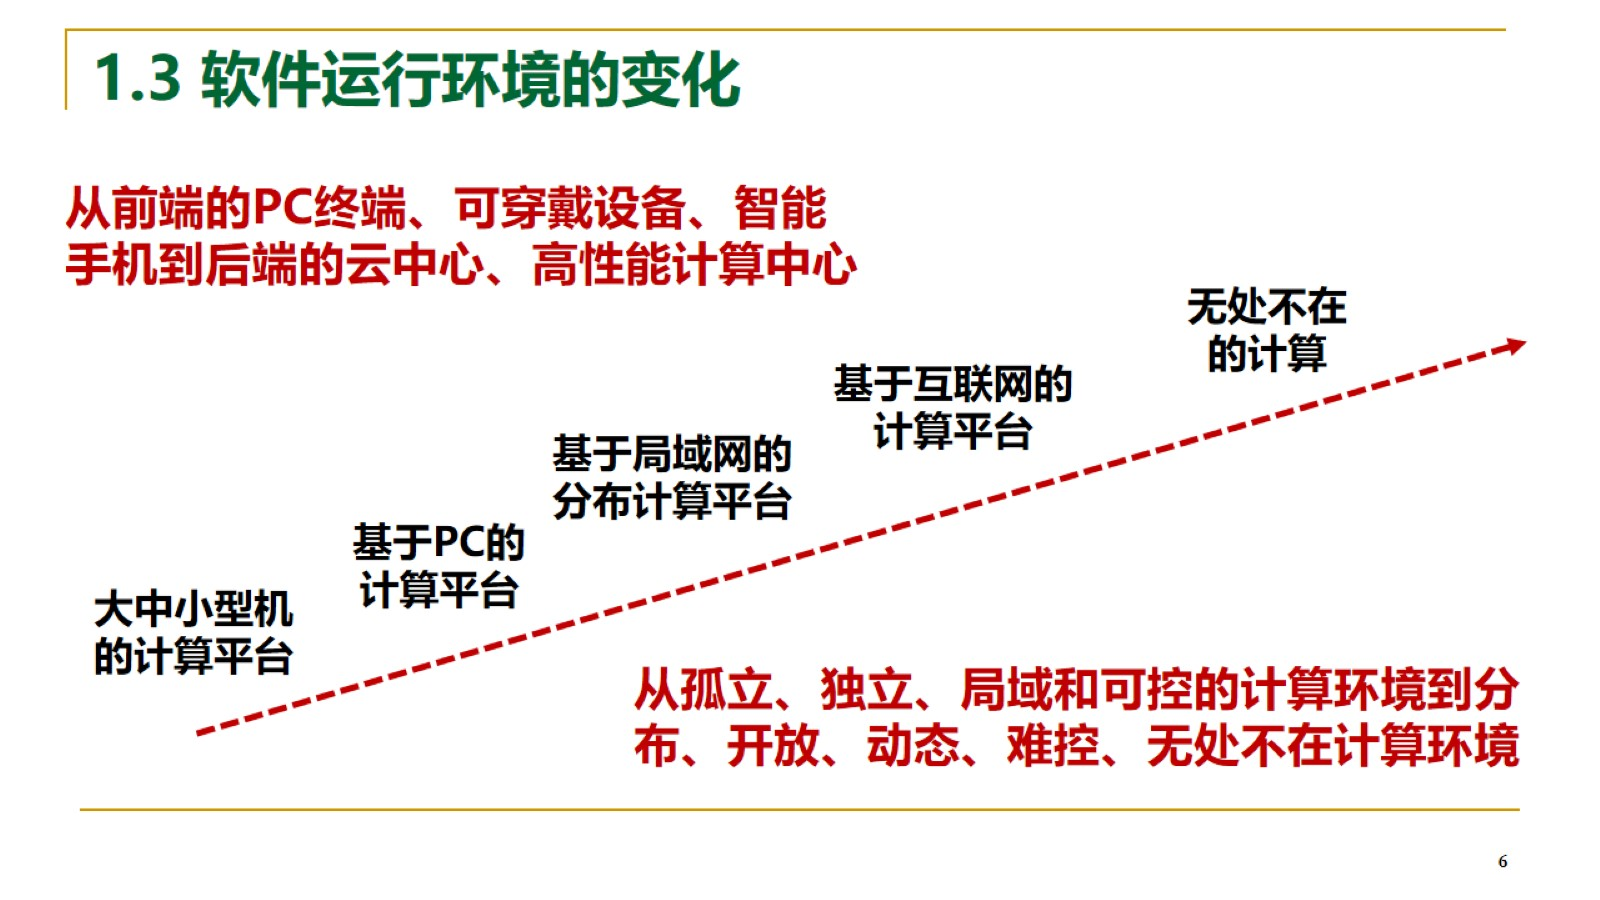 1.3 软件运行环境的变化
从前端的PC终端、可穿戴设备、智能
手机到后端的云中心、高性能计算中心
无处不在
的计算
基于互联网的
计算平台
基于局域网的
分布计算平台
基于PC的
计算平台
大中小型机
的计算平台
从孤立、独立、局域和可控的计算环境到分
布、开放、动态、难控、无处不在计算环境
6